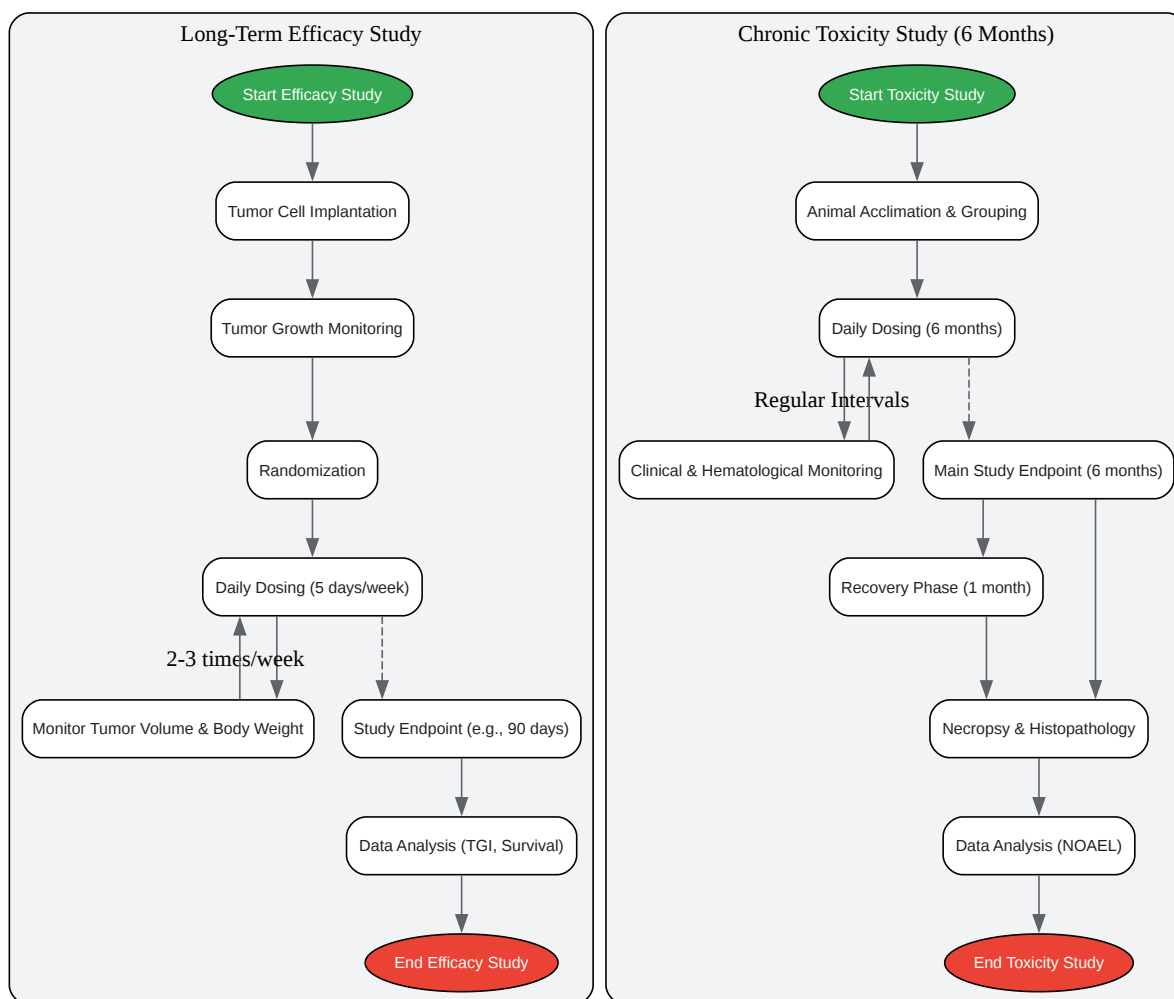 Long-Term Efficacy Study
Start Efficacy Study
Tumor Cell Implantation
Tumor Growth Monitoring
Randomization
Daily Dosing (5 days/week)
2-3 times/week
Monitor Tumor Volume & Body Weight
Study Endpoint (e.g., 90 days)
Data Analysis (TGI, Survival)
End Efficacy Study
Chronic Toxicity Study (6 Months)
Start Toxicity Study
Animal Acclimation & Grouping
Daily Dosing (6 months)
Regular Intervals
Clinical & Hematological Monitoring
Main Study Endpoint (6 months)
Recovery Phase (1 month)
Necropsy & Histopathology
Data Analysis (NOAEL)
End Toxicity Study